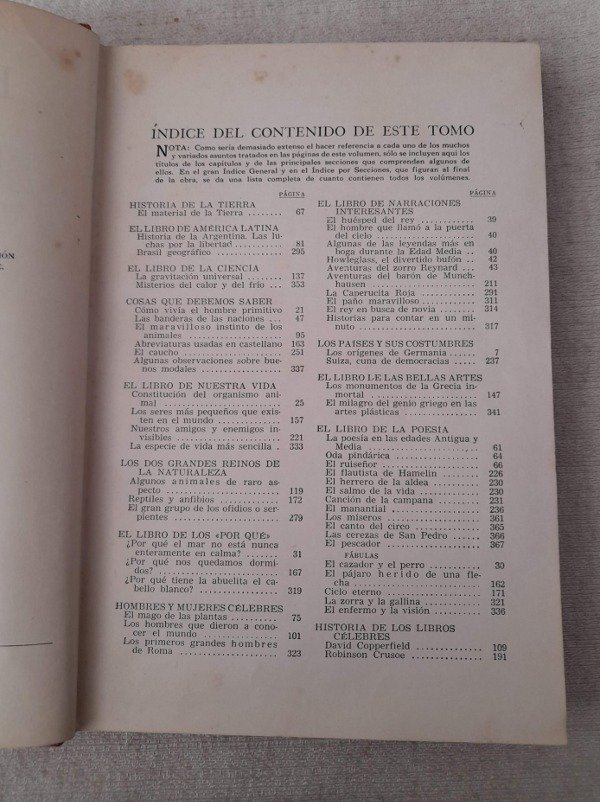 IÓN
E.
ÍNDICE DEL CONTENIDO DE ESTE TOMO
NOTA: Como sería demasiado extenso el hacer referencia a cada uno de los muchos
y variados asuntos tratados en las páginas de este volumen, sólo se incluyen aquí los
títulos de los capítulos y de las principales secciones que comprenden algunos de
ellos. En el gran Índice General y en el Índice por Secciones, que figuran al final
de la obra, se da una lista completa de cuanto contienen todos los volúmenes.
PÁGINA
HISTORIA DE LA TIERRA
El material de la Tierra ........ 67
EL LIBRO DE AMÉRICA LATINA
Historia de la Argentina. Las lu-
chas por la libertad ........... 81
Brasil geográfico .............. 295
EL LIBRO DE LA CIENCIA
La gravitación universal ....... 137
Misterios del calor y del frío ... 353
COSAS QUE DEBEMOS SABER
Cómo vivía el hombre primitivo 21
Las banderas de las naciones ... 47
El maravilloso instinto de los
animales .................... 95
Abreviaturas usadas en castellano 163
El caucho ..................... 251
Algunas observaciones sobre bue-
nos modales ................. 337
EL LIBRO DE NUESTRA VIDA
Constitución del organismo ani-
mal ......................... 25
Los seres más pequeños que exis-
ten en el mundo ............. 157
Nuestros amigos y enemigos in-
visibles ..................... 221
La especie de vida más sencilla . 333
LOS DOS GRANDES REINOS DE
LA NATURALEZA
Algunos animales de raro as-
pecto ....................... 119
Reptiles y anfibios ............ 172
El gran grupo de los ofidios o ser-
pientes ...................... 279
EL LIBRO DE LOS «POR QUÉ»
¿Por qué el mar no está nunca
enteramente en calma? ....... 31
¿Por qué nos quedamos dormi-
dos? ........................ 167
¿Por qué tiene la abuelita el ca-
bello blanco? ................ 319
HOMBRES Y MUJERES CÉLEBRES
El mago de las plantas ........ 75
Los hombres que dieron a cono-
cer el mundo ................ 101
Los primeros grandes hombres
de Roma .................... 323
PÁGINA
EL LIBRO DE NARRACIONES
INTERESANTES
El huésped del rey ............ 39
El hombre que llamó a la puerta
del cielo .................... 40
Algunas de las leyendas más en
boga durante la Edad Media .. 40
Howleglass, el divertido bufón .. 42
Aventuras del zorro Reynard ... 43
Aventuras del barón de Munch-
hausen ...................... 211
La Caperucita Roja ............ 291
El paño maravilloso ........... 311
El rey en busca de novia ....... 314
Historias para contar en un mi-
nuto ........................ 317
LOS PAÍSES Y SUS COSTUMBRES
Los orígenes de Germania ...... 7
Suiza, cuna de democracias .... 237
EL LIBRO DE LAS BELLAS ARTES
Los monumentos de la Grecia in-
mortal ...................... 147
El milagro del genio griego en las
artes plásticas ............... 341
EL LIBRO DE LA POESÍA
La poesía en las edades Antigua y
Media ....................... 61
Oda pindárica ................. 64
El ruiseñor .................... 66
El flautista de Hamelín ........ 226
El herrero de la aldea ......... 230
El salmo de la vida ............ 230
Canción de la campana ........ 231
El manantial .................. 236
Los míseros ................... 361
El canto del circo ............. 365
Las cerezas de San Pedro ...... 366
El pescador ................... 367
FÁBULAS
El cazador y el perro .......... 30
El pájaro herido de una fle-
cha ......................... 162
Ciclo eterno ................... 171
La zorra y la gallina ........... 321
El enfermo y la visión ......... 336
HISTORIA DE LOS LIBROS
CÉLEBRES
David Copperfield .............. 109
Robinson Crusoe ............... 191